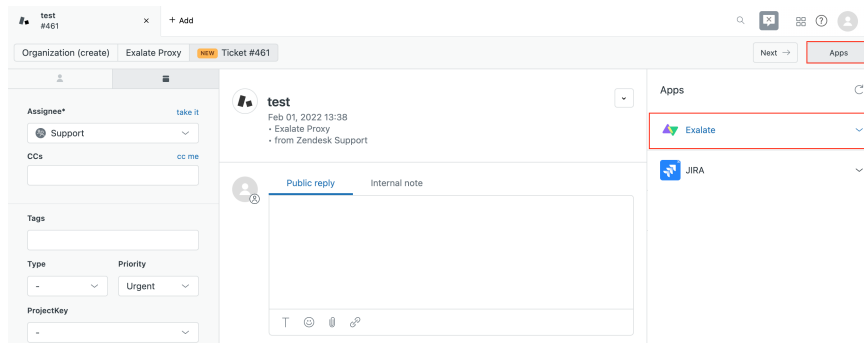 test
#461
+ Add
Organization (create)
Exalate Proxy
NEW Ticket #461
Next →
Apps
Assignee*
take it
Support
CCs
cc me
Tags
Type
Priority
-
Urgent
ProjectKey
-
test
Feb 01, 2022 13:38
• Exalate Proxy
• from Zendesk Support
Public reply
Internal note
Apps
Exalate
JIRA